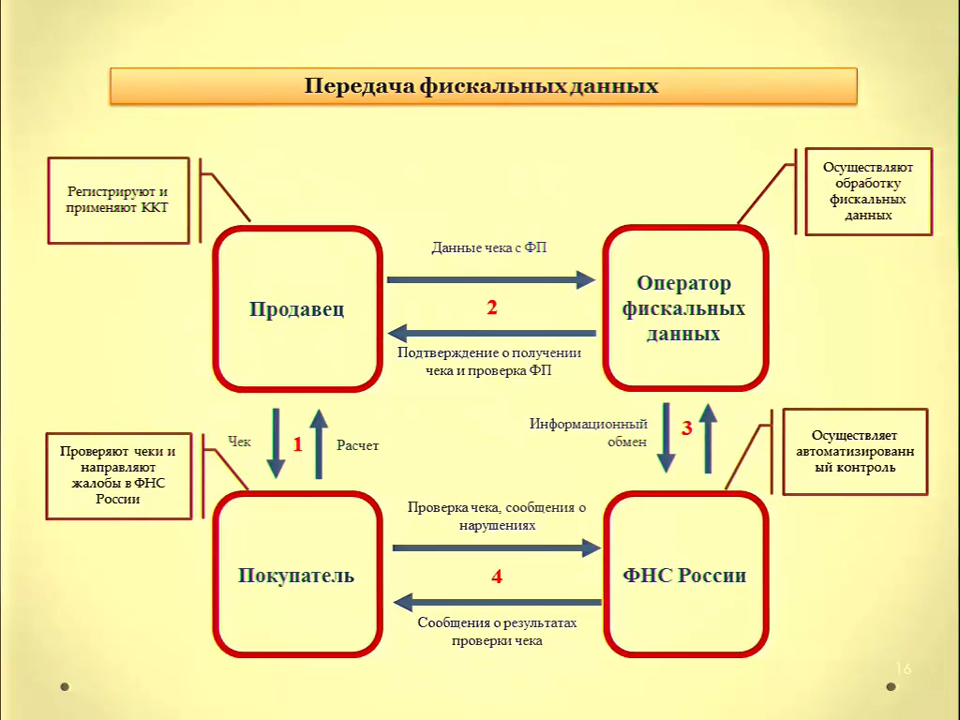 Передача фискальных данных
Регистрируют и
применяют ККТ
Осуществляют
обработку
фискальных
данных
Данные чека с ФП
Продавец
2
Оператор
фискальных
данных
Подтверждение о получении
чека и проверка ФП
Чек
1
Расчет
Информационный
обмен
3
Проверяют чеки и
направляют
жалобы в ФНС
России
Осуществляет
автоматизированн
ый контроль
Проверка чека, сообщения о
нарушениях
Покупатель
4
ФНС России
Сообщения о результатах
проверки чека
16